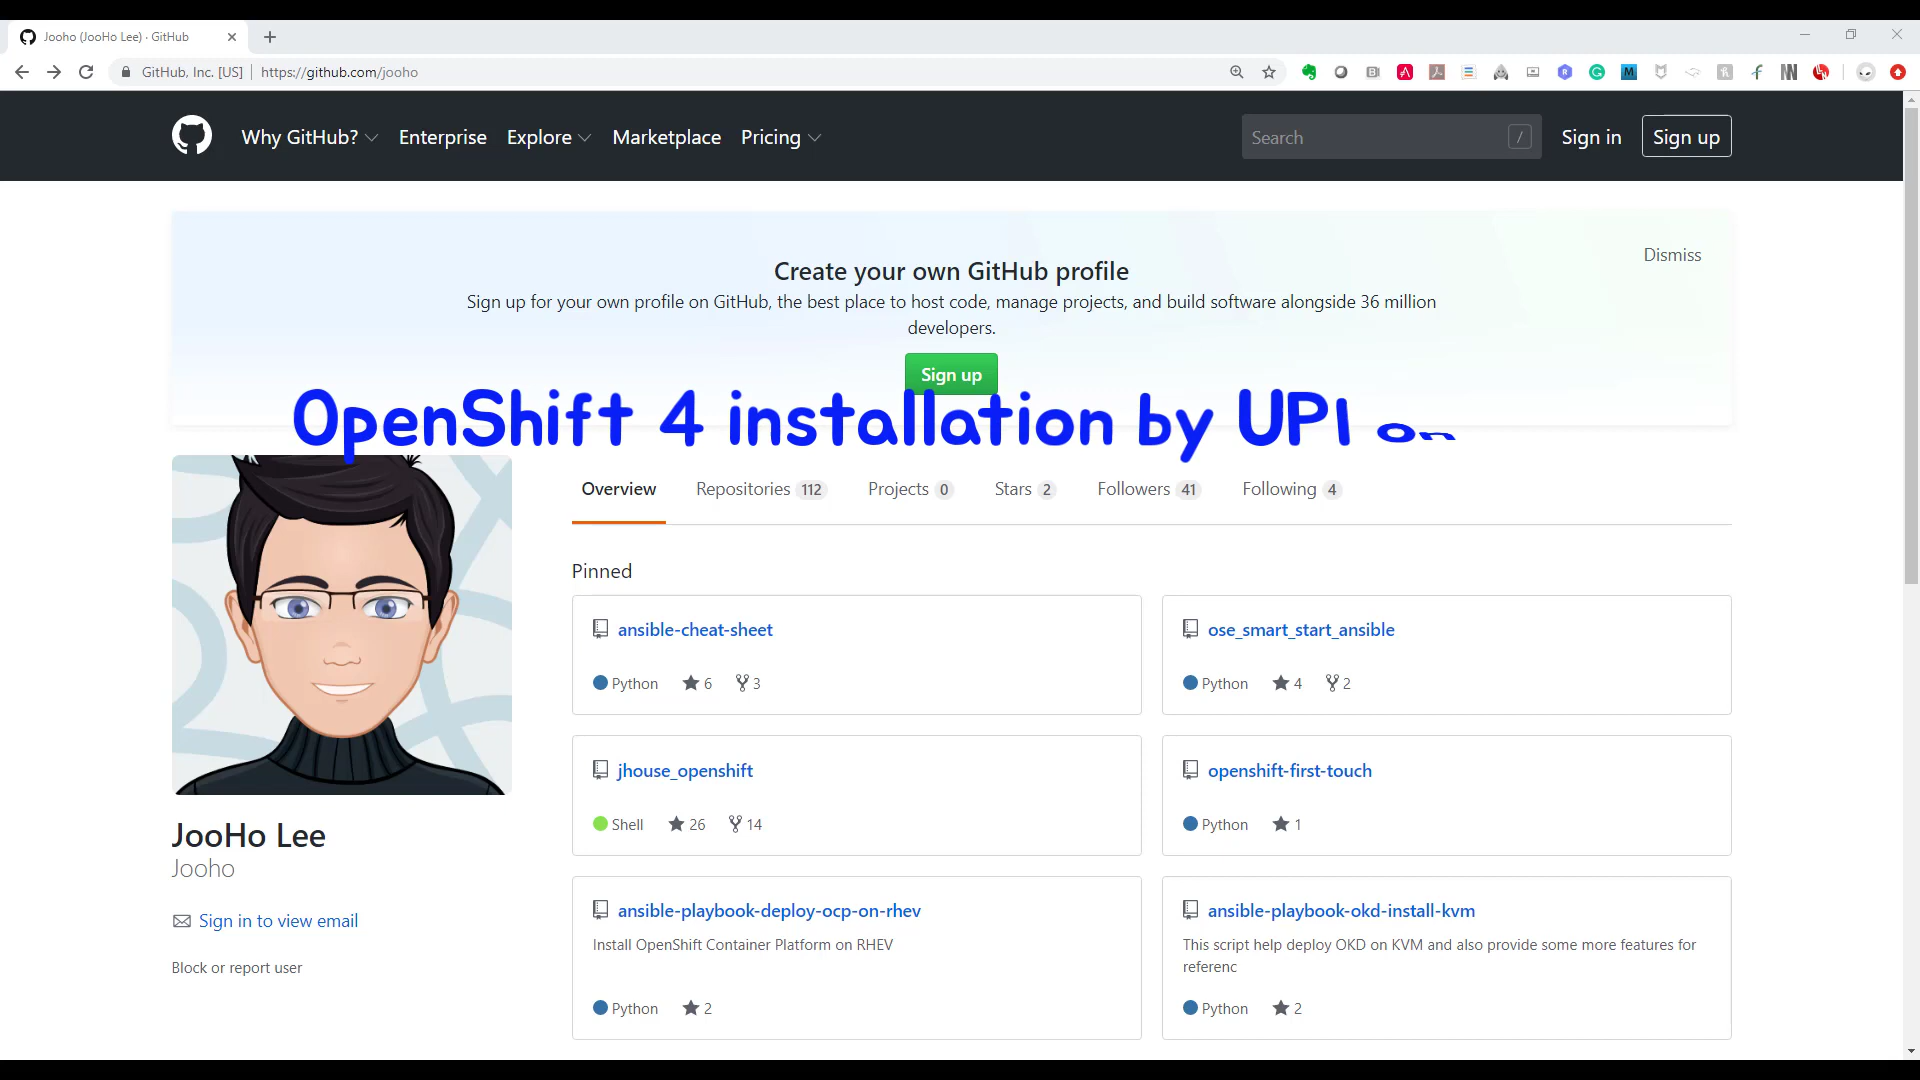 Jooho (JooHo Lee) · GitHub
GitHub, Inc. [US] https://github.com/jooho
Why GitHub? Enterprise Explore Marketplace Pricing Search / Sign in Sign up
Dismiss
Create your own GitHub profile
Sign up for your own profile on GitHub, the best place to host code, manage projects, and build software alongside 36 million
developers.
Sign up
OpenShift 4 installation by UPI on
Overview Repositories 112 Projects 0 Stars 2 Followers 41 Following 4
Pinned
ansible-cheat-sheet
Python 6 3
ose_smart_start_ansible
Python 4 2
jhouse_openshift
Shell 26 14
openshift-first-touch
Python 1
ansible-playbook-deploy-ocp-on-rhev
Install OpenShift Container Platform on RHEV
Python 2
ansible-playbook-okd-install-kvm
This script help deploy OKD on KVM and also provide some more features for
referenc
Python 2
JooHo Lee
Jooho
Sign in to view email
Block or report user